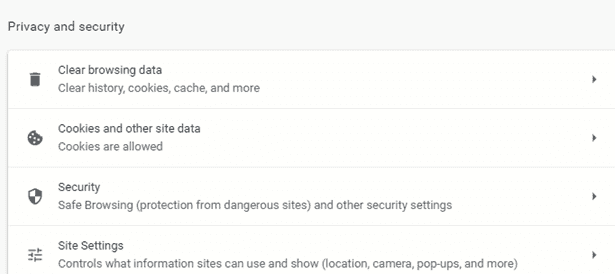 Privacy and security
Clear browsing data
Clear history, cookies, cache, and more
Cookies and other site data
Cookies are allowed
Security
Safe Browsing (protection from dangerous sites) and other security settings
Site Settings
Controls what information sites can use and show (location, camera, pop-ups, and more)